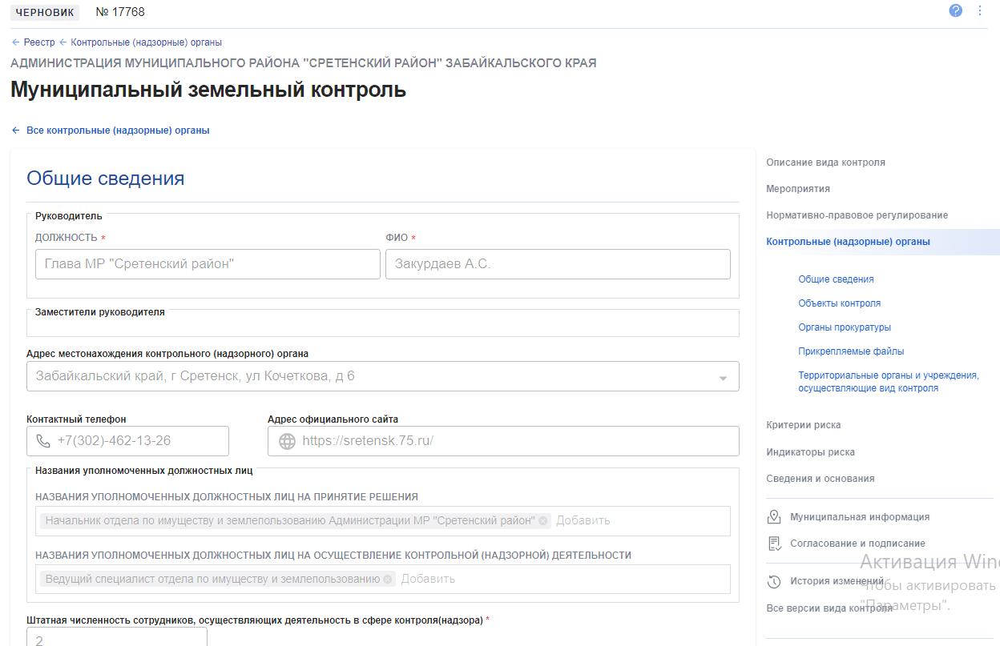 ЧЕРНОВИК № 17768
← Реестр ← Контрольные (надзорные) органы
АДМИНИСТРАЦИЯ МУНИЦИПАЛЬНОГО РАЙОНА "СРЕТЕНСКИЙ РАЙОН" ЗАБАЙКАЛЬСКОГО КРАЯ
Муниципальный земельный контроль
← Все контрольные (надзорные) органы
Общие сведения
Руководитель
ДОЛЖНОСТЬ * ФИО *
Глава МР "Сретенский район" Закурдаев А.С.
Заместители руководителя
Адрес местонахождения контрольного (надзорного) органа
Забайкальский край, г Сретенск, ул Кочеткова, д 6
Контактный телефон Адрес официального сайта
+7(302)-462-13-26 https://sretensk.75.ru/
Названия уполномоченных должностных лиц
НАЗВАНИЯ УПОЛНОМОЧЕННЫХ ДОЛЖНОСТНЫХ ЛИЦ НА ПРИНЯТИЕ РЕШЕНИЯ
Начальник отдела по имуществу и землепользованию Администрации МР "Сретенский район" Добавить
НАЗВАНИЯ УПОЛНОМОЧЕННЫХ ДОЛЖНОСТНЫХ ЛИЦ НА ОСУЩЕСТВЛЕНИЕ КОНТРОЛЬНОЙ (НАДЗОРНОЙ) ДЕЯТЕЛЬНОСТИ
Ведущий специалист отдела по имуществу и землепользованию Добавить
Штатная численность сотрудников, осуществляющих деятельность в сфере контроля(надзора) *
2
Описание вида контроля
Мероприятия
Нормативно-правовое регулирование
Контрольные (надзорные) органы
Общие сведения
Объекты контроля
Органы прокуратуры
Прикрепляемые файлы
Территориальные органы и учреждения,
осуществляющие вид контроля
Критерии риска
Индикаторы риска
Сведения и основания
Муниципальная информация
Согласование и подписание
Активация Wind
История изменений
Чтобы активировать
Все версии вида контроля
"Параметры".